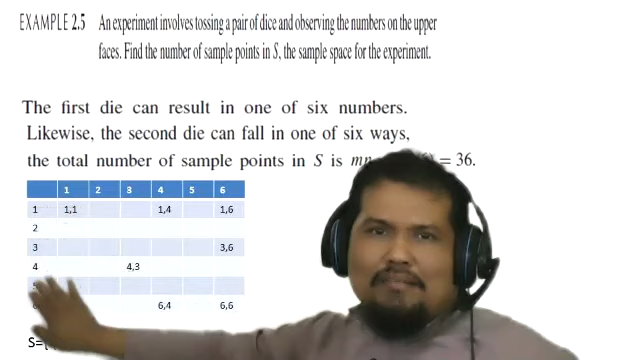 EXAMPLE 2.5 An experiment involves tossing a pair of dice and observing the numbers on the upper
faces. Find the number of sample points in S, the sample space for the experiment.
The first die can result in one of six numbers.
Likewise, the second die can fall in one of six ways,
the total number of sample points in S is = 36.
1 2 3 4 5 6
1 1,1 1,4 1,6
2
3 3,6
4 4,3
6,4 6,6
S={